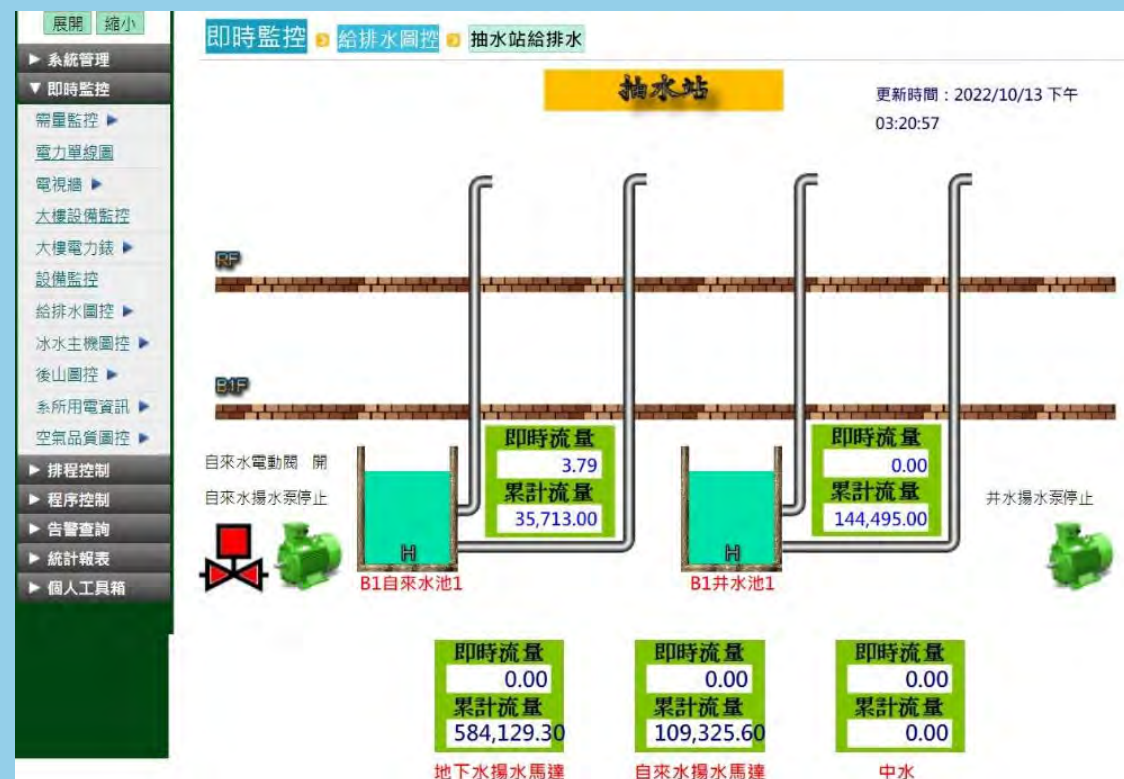 展開 縮小
▶ 系統管理
▼ 即時監控
需量監控 ▶
電力單線圖
電視牆 ▶
大樓設備監控
大樓電力錶 ▶
設備監控
給排水圖控 ▶
冰水主機圖控 ▶
後山圖控 ▶
系所用電資訊 ▶
空氣品質圖控 ▶
▶ 排程控制
▶ 程序控制
▶ 告警查詢
▶ 統計報表
▶ 個人工具箱
即時監控 給排水圖控 抽水站給排水
抽水站
更新時間：2022/10/13 下午
03:20:57
RF
B1F
自來水電動閥 開
自來水揚水泵停止
H
B1自來水池1
即時流量
3.79
累計流量
35,713.00
H
B1井水池1
即時流量
0.00
累計流量
144,495.00
井水揚水泵停止
即時流量
0.00
累計流量
584,129.30
地下水揚水馬達
即時流量
0.00
累計流量
109,325.60
自來水揚水馬達
即時流量
0.00
累計流量
0.00
中水